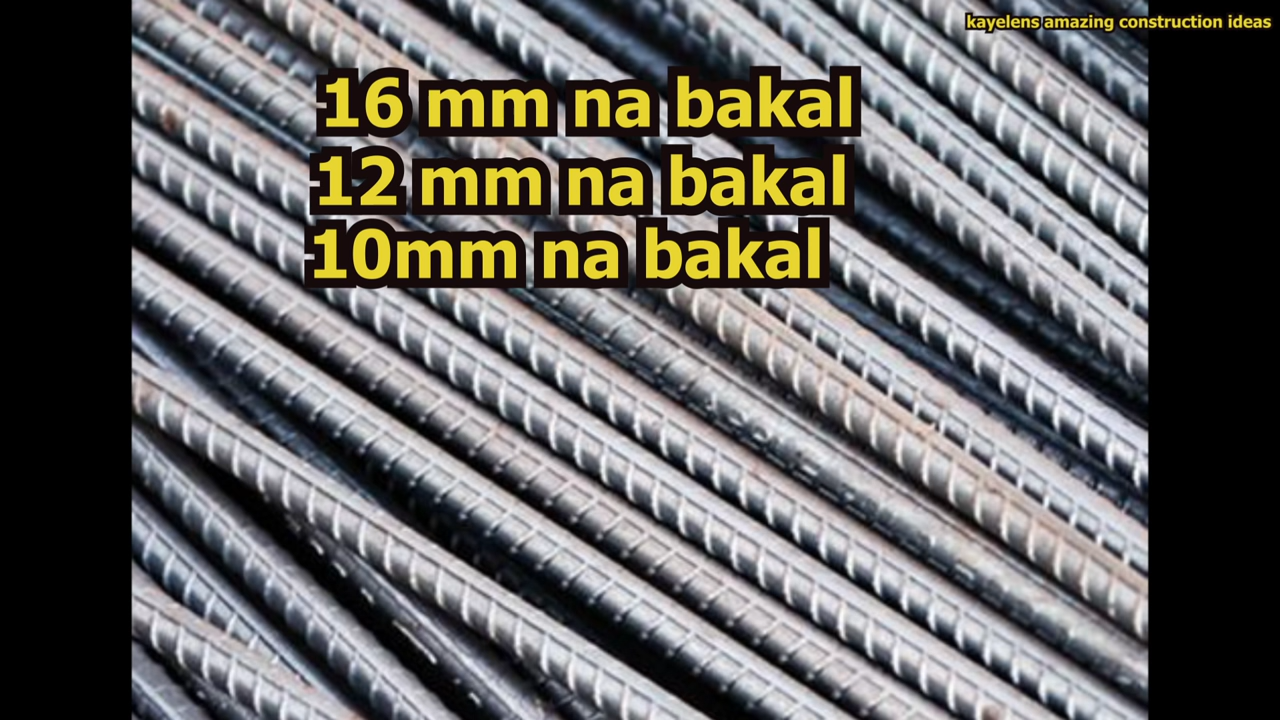 kayelens amazing construction ideas
16 mm na bakal
12 mm na bakal
10mm na bakal